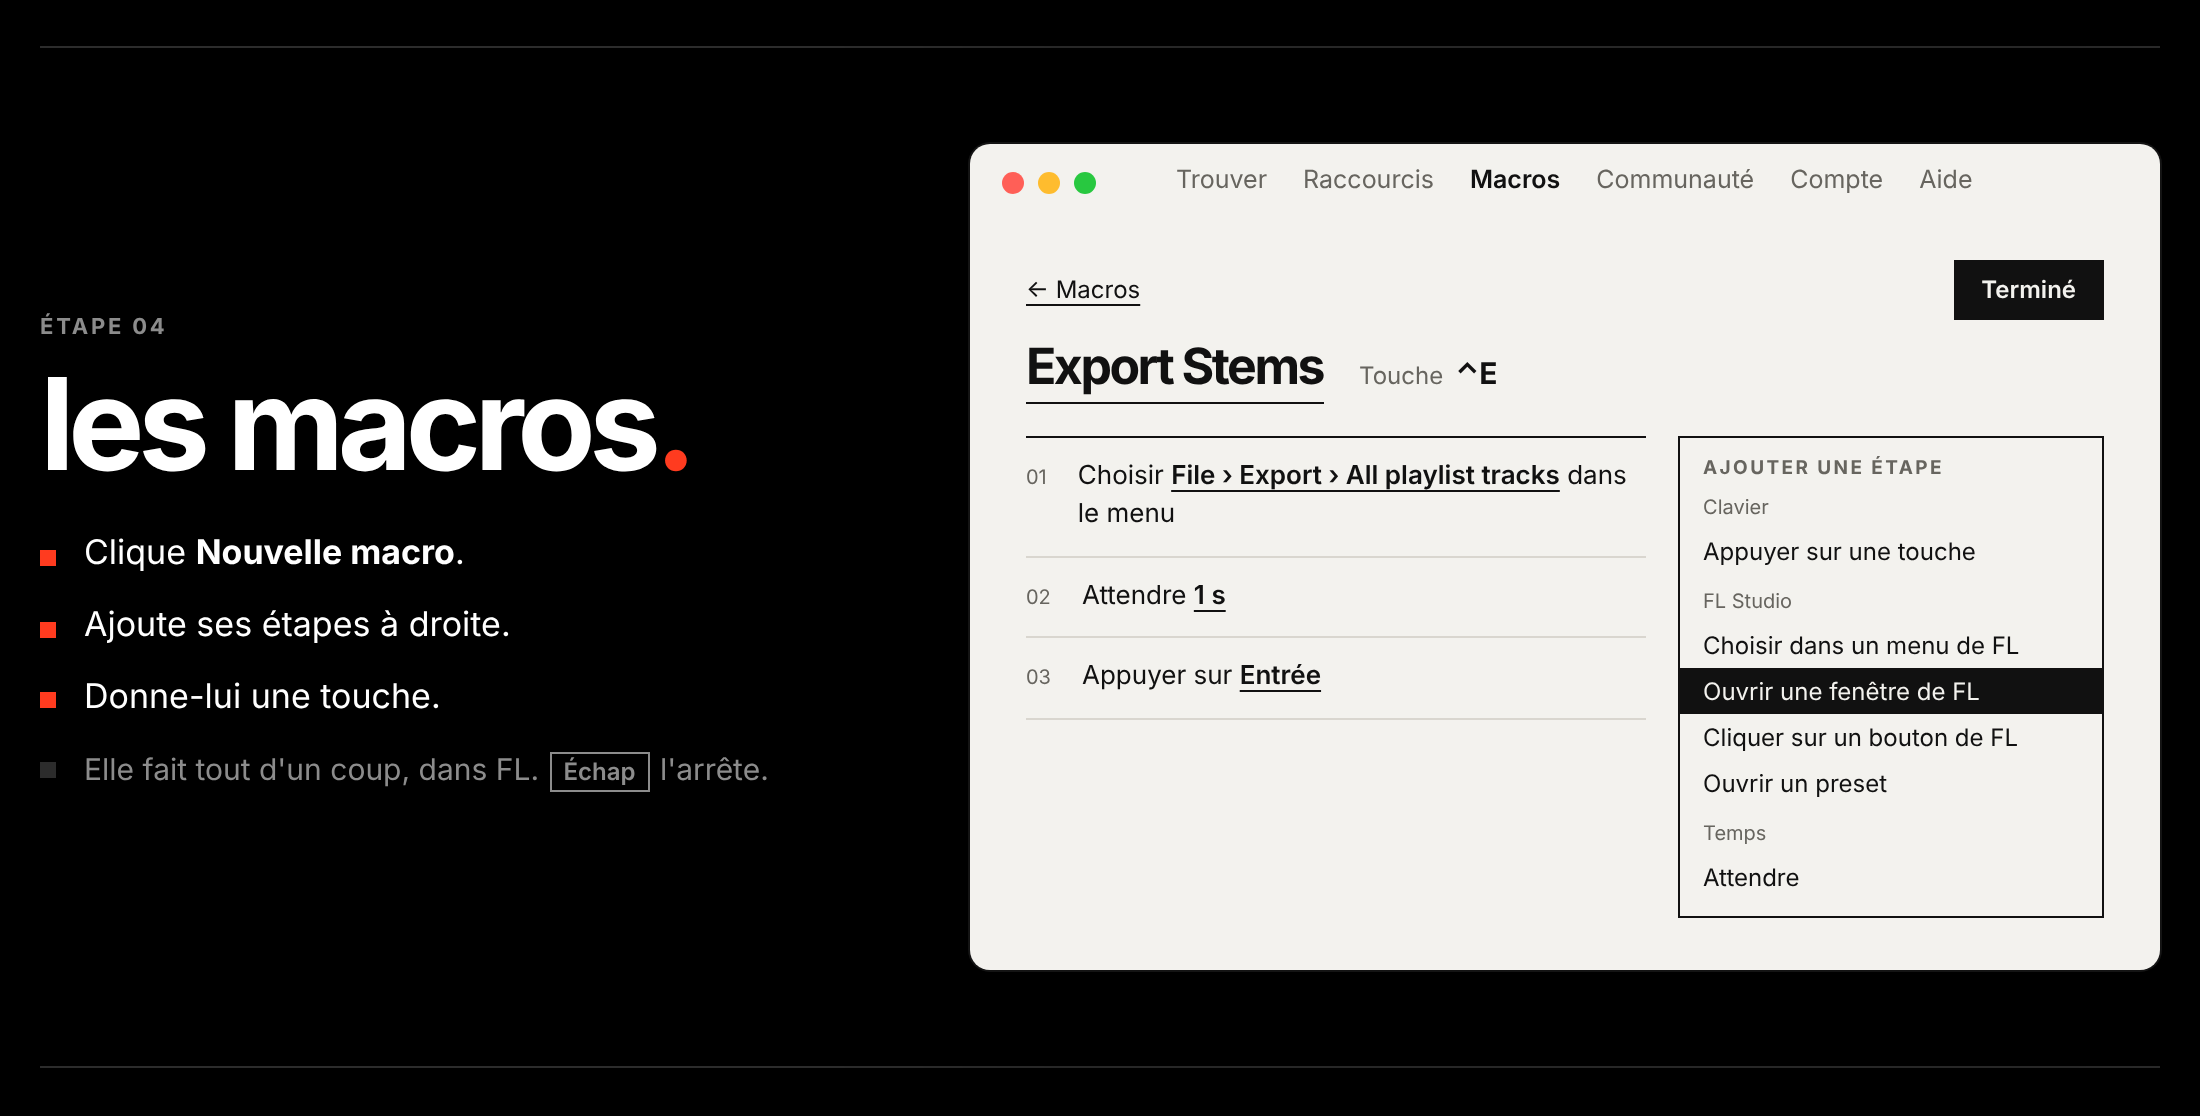 ÉTAPE 04
les macros.
Clique Nouvelle macro.
Ajoute ses étapes à droite.
Donne-lui une touche.
Elle fait tout d'un coup, dans FL. Échap l'arrête.
Trouver Raccourcis Macros Communauté Compte Aide
← Macros
Terminé
Export Stems Touche ⌃E
01 Choisir File › Export › All playlist tracks dans
le menu
02 Attendre 1 s
03 Appuyer sur Entrée
AJOUTER UNE ÉTAPE
Clavier
Appuyer sur une touche
FL Studio
Choisir dans un menu de FL
Ouvrir une fenêtre de FL
Cliquer sur un bouton de FL
Ouvrir un preset
Temps
Attendre